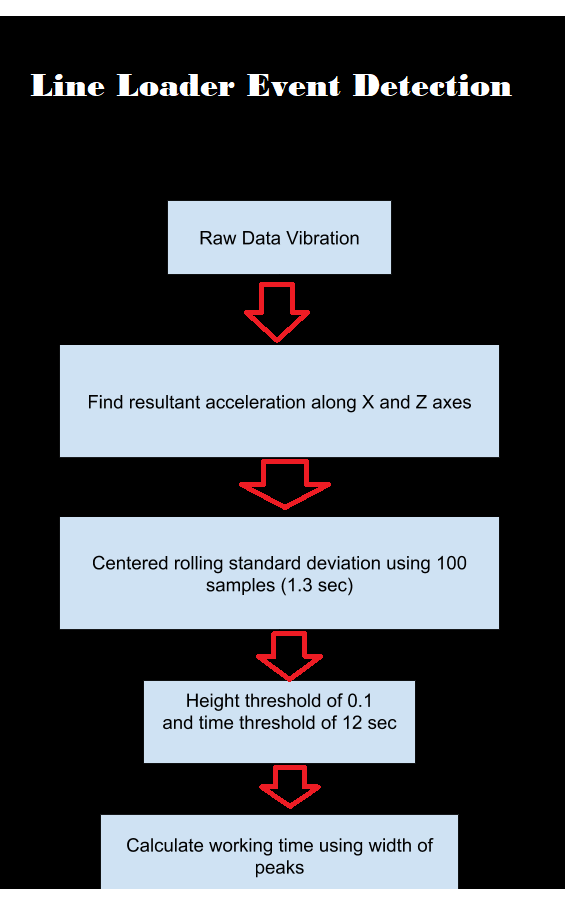 Line Loader Event Detection
Raw Data Vibration
Find resultant acceleration along X and Z axes
Centered rolling standard deviation using 100
samples (1.3 sec)
Height threshold of 0.1
and time threshold of 12 sec
Calculate working time using width of
peaks